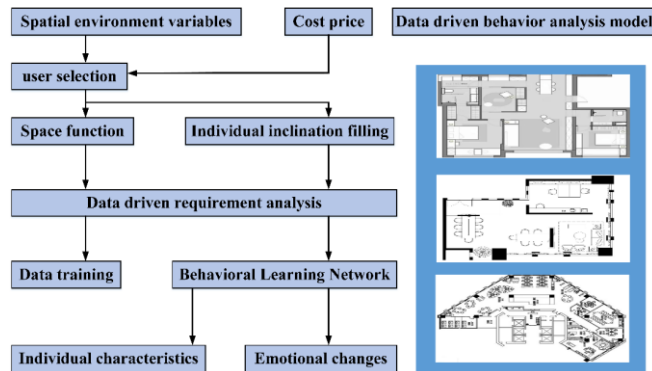 Spatial environment variables
Cost price
Data driven behavior analysis model
user selection
Space function
Individual inclination filling
Data driven requirement analysis
Data training
Behavioral Learning Network
Individual characteristics
Emotional changes